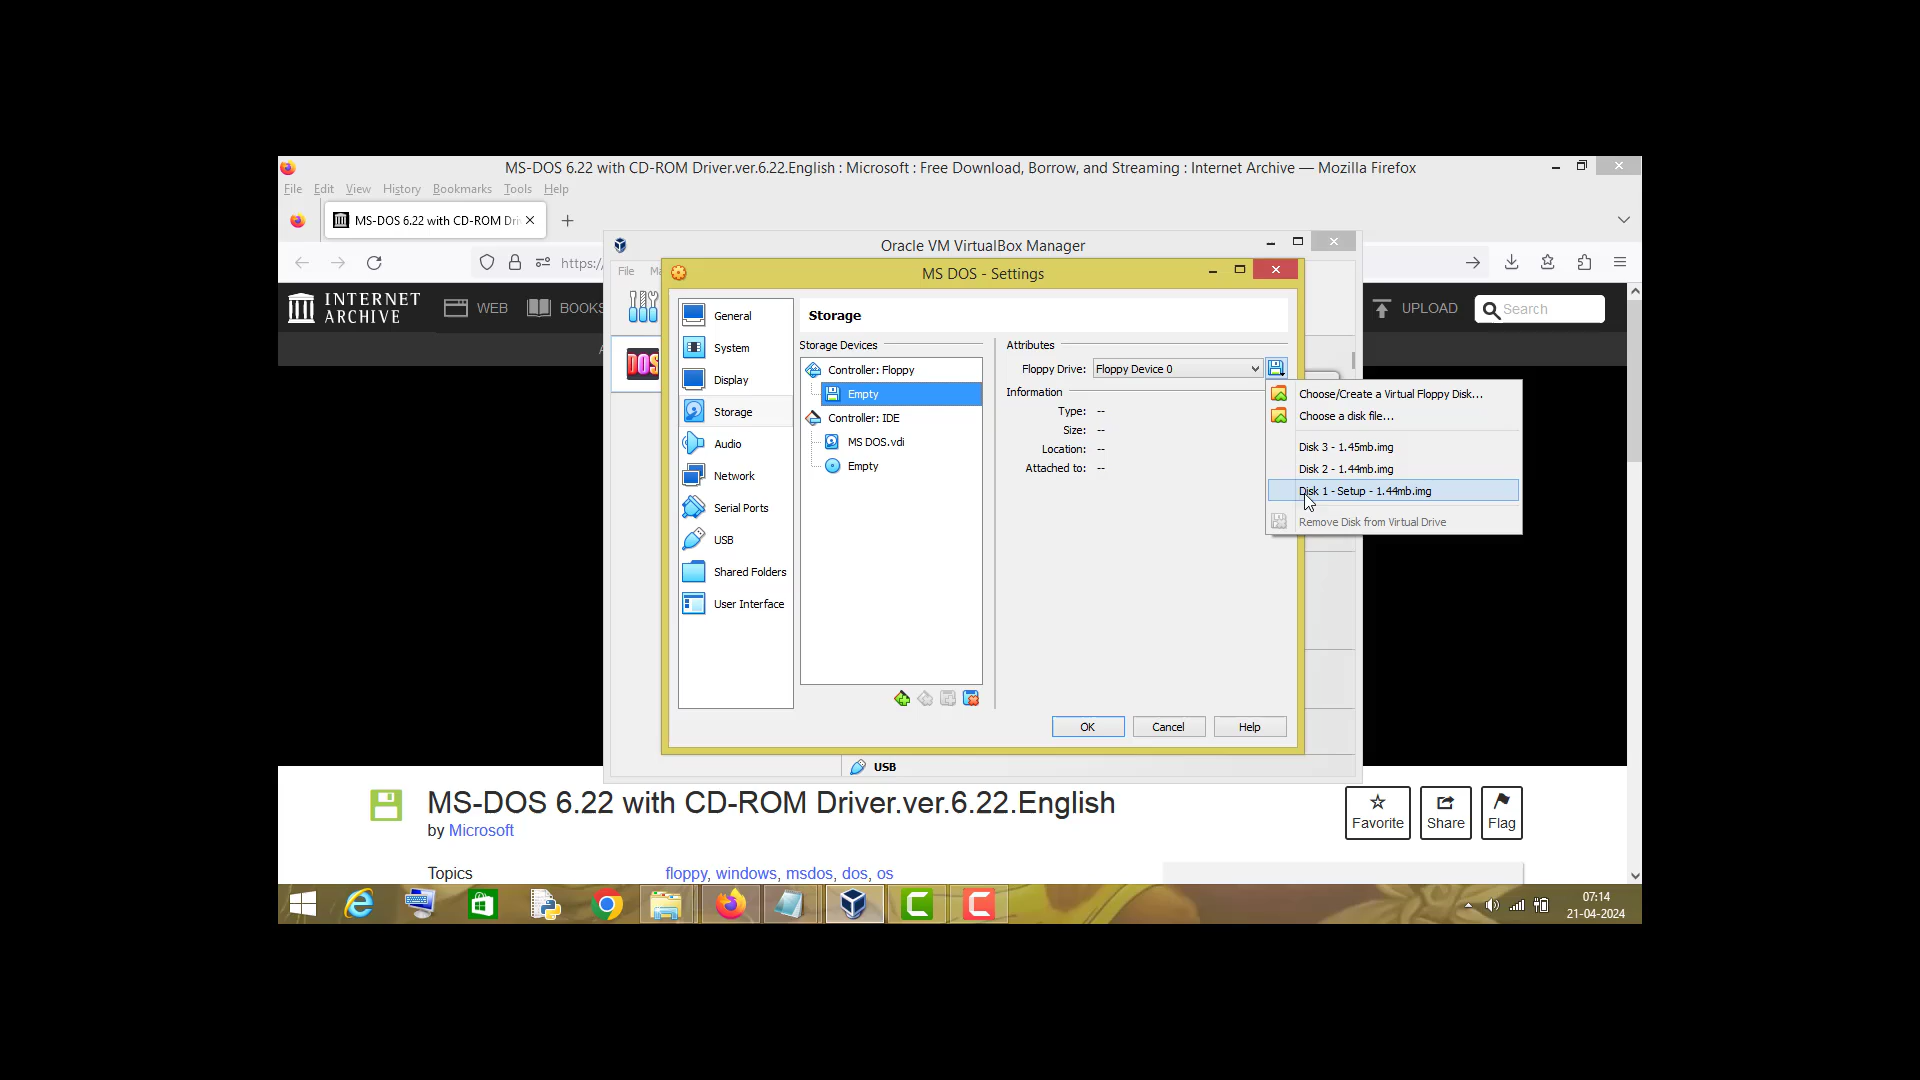 MS-DOS 6.22 with CD-ROM Driver.ver.6.22.English : Microsoft : Free Download, Borrow, and Streaming : Internet Archive — Mozilla Firefox
File Edit View History Bookmarks Tools Help
MS-DOS 6.22 with CD-ROM Dri
https:/
Oracle VM VirtualBox Manager
File Ma
MS DOS - Settings
INTERNET ARCHIVE
WEB
BOOKS
UPLOAD
Search
DOS
General
System
Display
Storage
Audio
Network
Serial Ports
USB
Shared Folders
User Interface
Storage
Storage Devices
Controller: Floppy
Empty
Controller: IDE
MS DOS.vdi
Empty
Attributes
Floppy Drive: Floppy Device 0
Information
Type: --
Size: --
Location: --
Attached to: --
Choose/Create a Virtual Floppy Disk...
Choose a disk file...
Disk 3 - 1.45mb.img
Disk 2 - 1.44mb.img
Disk 1 - Setup - 1.44mb.img
Remove Disk from Virtual Drive
OK Cancel Help
USB
MS-DOS 6.22 with CD-ROM Driver.ver.6.22.English
by Microsoft
Favorite
Share
Flag
Topics floppy, windows, msdos, dos, os
07:14
21-04-2024